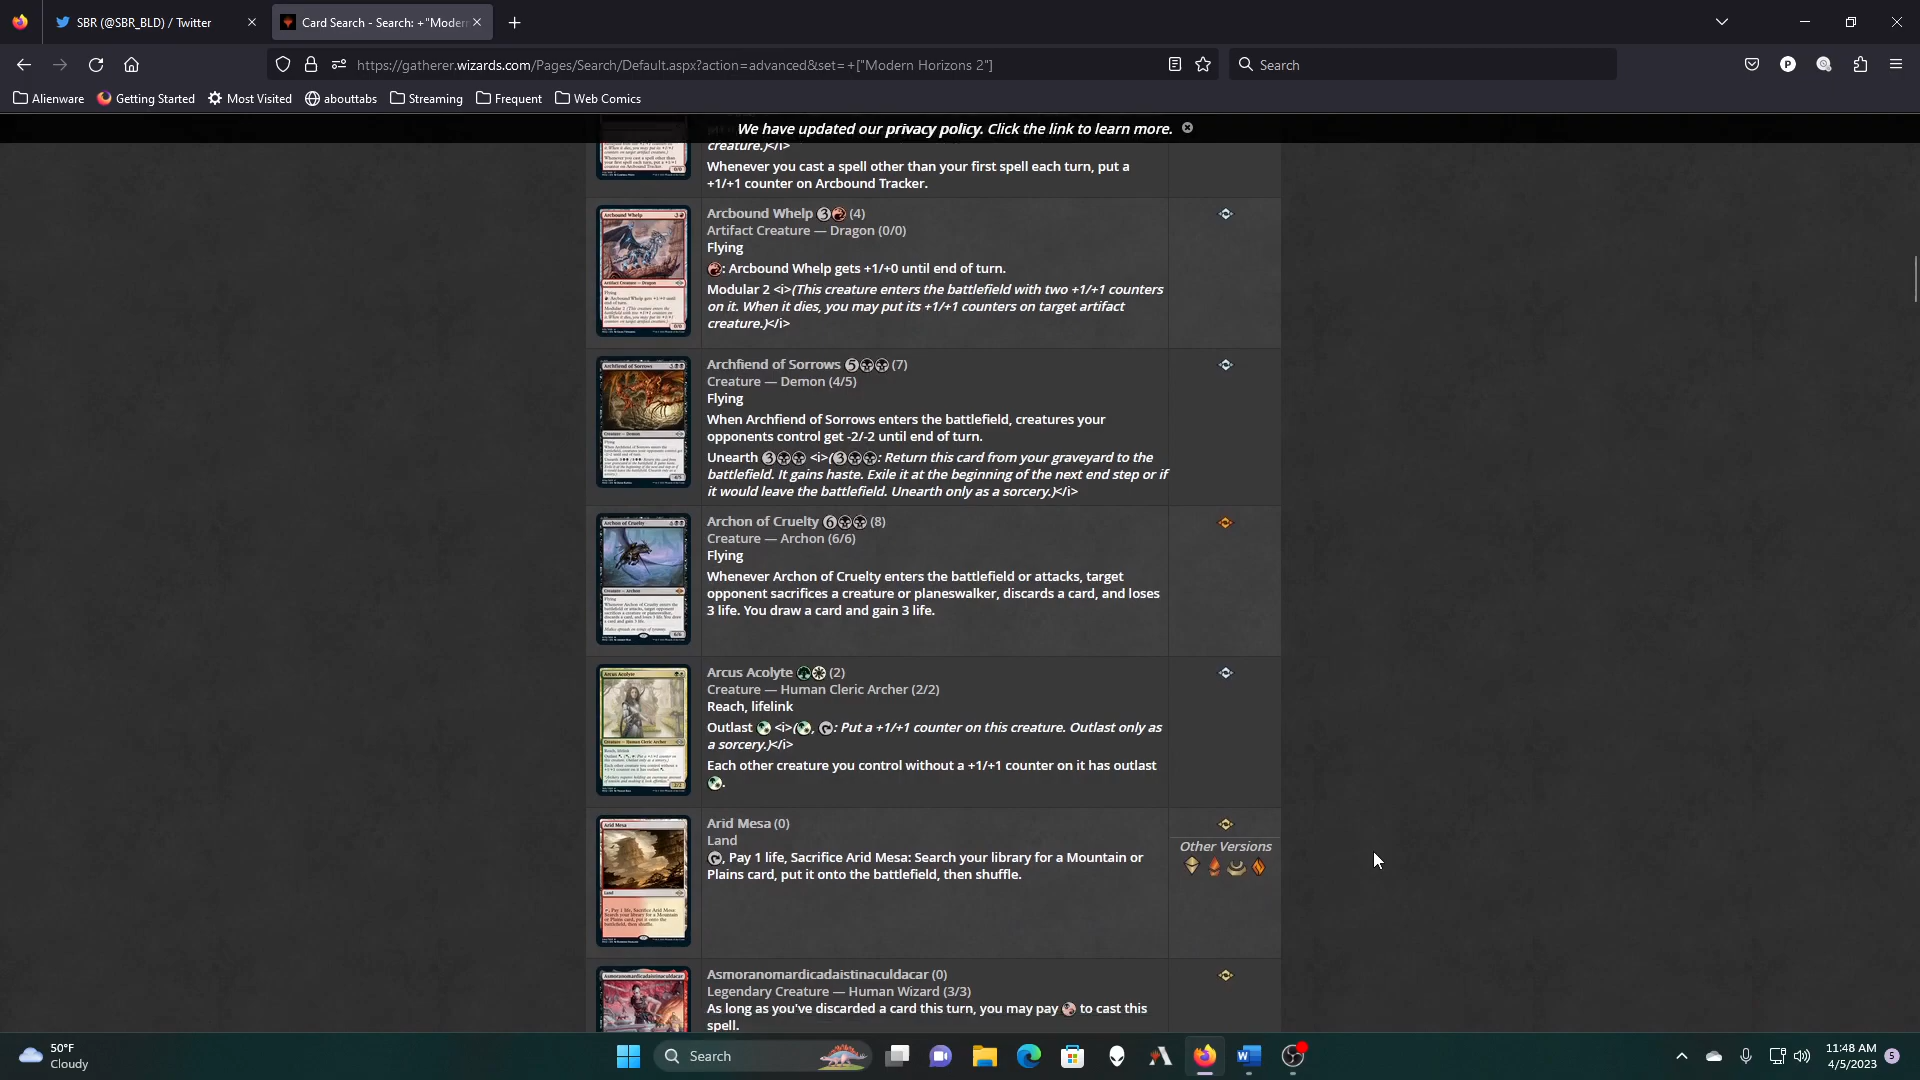 SBR (@SBR_BLD) / Twitter
Card Search - Search: +"Modern
https://gatherer.wizards.com/Pages/Search/Default.aspx?action=advanced&set=+["Modern Horizons 2"]
Search
Alienware
Getting Started
Most Visited
abouttabs
Streaming
Frequent
Web Comics
We have updated our privacy policy. Click the link to learn more.
creature.)</i>
Whenever you cast a spell other than your first spell each turn, put a
+1/+1 counter on Arcbound Tracker.
Arcbound Whelp 3 (4)
Artifact Creature — Dragon (0/0)
Flying
: Arcbound Whelp gets +1/+0 until end of turn.
Modular 2 <i>(This creature enters the battlefield with two +1/+1 counters
on it. When it dies, you may put its +1/+1 counters on target artifact
creature.)</i>
Archfiend of Sorrows 5 (7)
Creature — Demon (4/5)
Flying
When Archfiend of Sorrows enters the battlefield, creatures your
opponents control get -2/-2 until end of turn.
Unearth 3 <i>(3: Return this card from your graveyard to the
battlefield. It gains haste. Exile it at the beginning of the next end step or if
it would leave the battlefield. Unearth only as a sorcery.)</i>
Archon of Cruelty 6 (8)
Creature — Archon (6/6)
Flying
Whenever Archon of Cruelty enters the battlefield or attacks, target
opponent sacrifices a creature or planeswalker, discards a card, and loses
3 life. You draw a card and gain 3 life.
Arcus Acolyte (2)
Creature — Human Cleric Archer (2/2)
Reach, lifelink
Outlast <i>(, : Put a +1/+1 counter on this creature. Outlast only as
a sorcery.)</i>
Each other creature you control without a +1/+1 counter on it has outlast
.
Arid Mesa (0)
Land
, Pay 1 life, Sacrifice Arid Mesa: Search your library for a Mountain or
Plains card, put it onto the battlefield, then shuffle.
Other Versions
Asmoranomardicadaistinaculdacar (0)
Legendary Creature — Human Wizard (3/3)
As long as you've discarded a card this turn, you may pay to cast this
spell.
50°F
Cloudy
Search
11:48 AM
4/5/2023
5